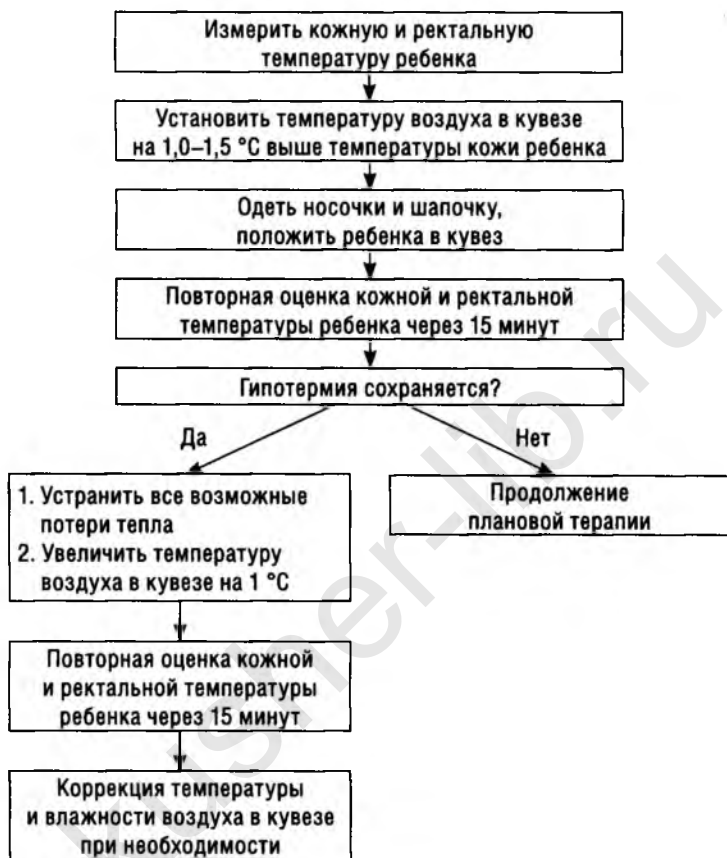 Измерить кожную и ректальную
температуру ребенка
Установить температуру воздуха в кувезе
на 1,0–1,5 °C выше температуры кожи ребенка
Одеть носочки и шапочку,
положить ребенка в кувез
Повторная оценка кожной и ректальной
температуры ребенка через 15 минут
Гипотермия сохраняется?
Да
Нет
1. Устранить все возможные
потери тепла
2. Увеличить температуру
воздуха в кувезе на 1 °C
Продолжение
плановой терапии
Повторная оценка кожной
и ректальной температуры
ребенка через 15 минут
Коррекция температуры
и влажности воздуха в кувезе
при необходимости
kusher-lib.ru